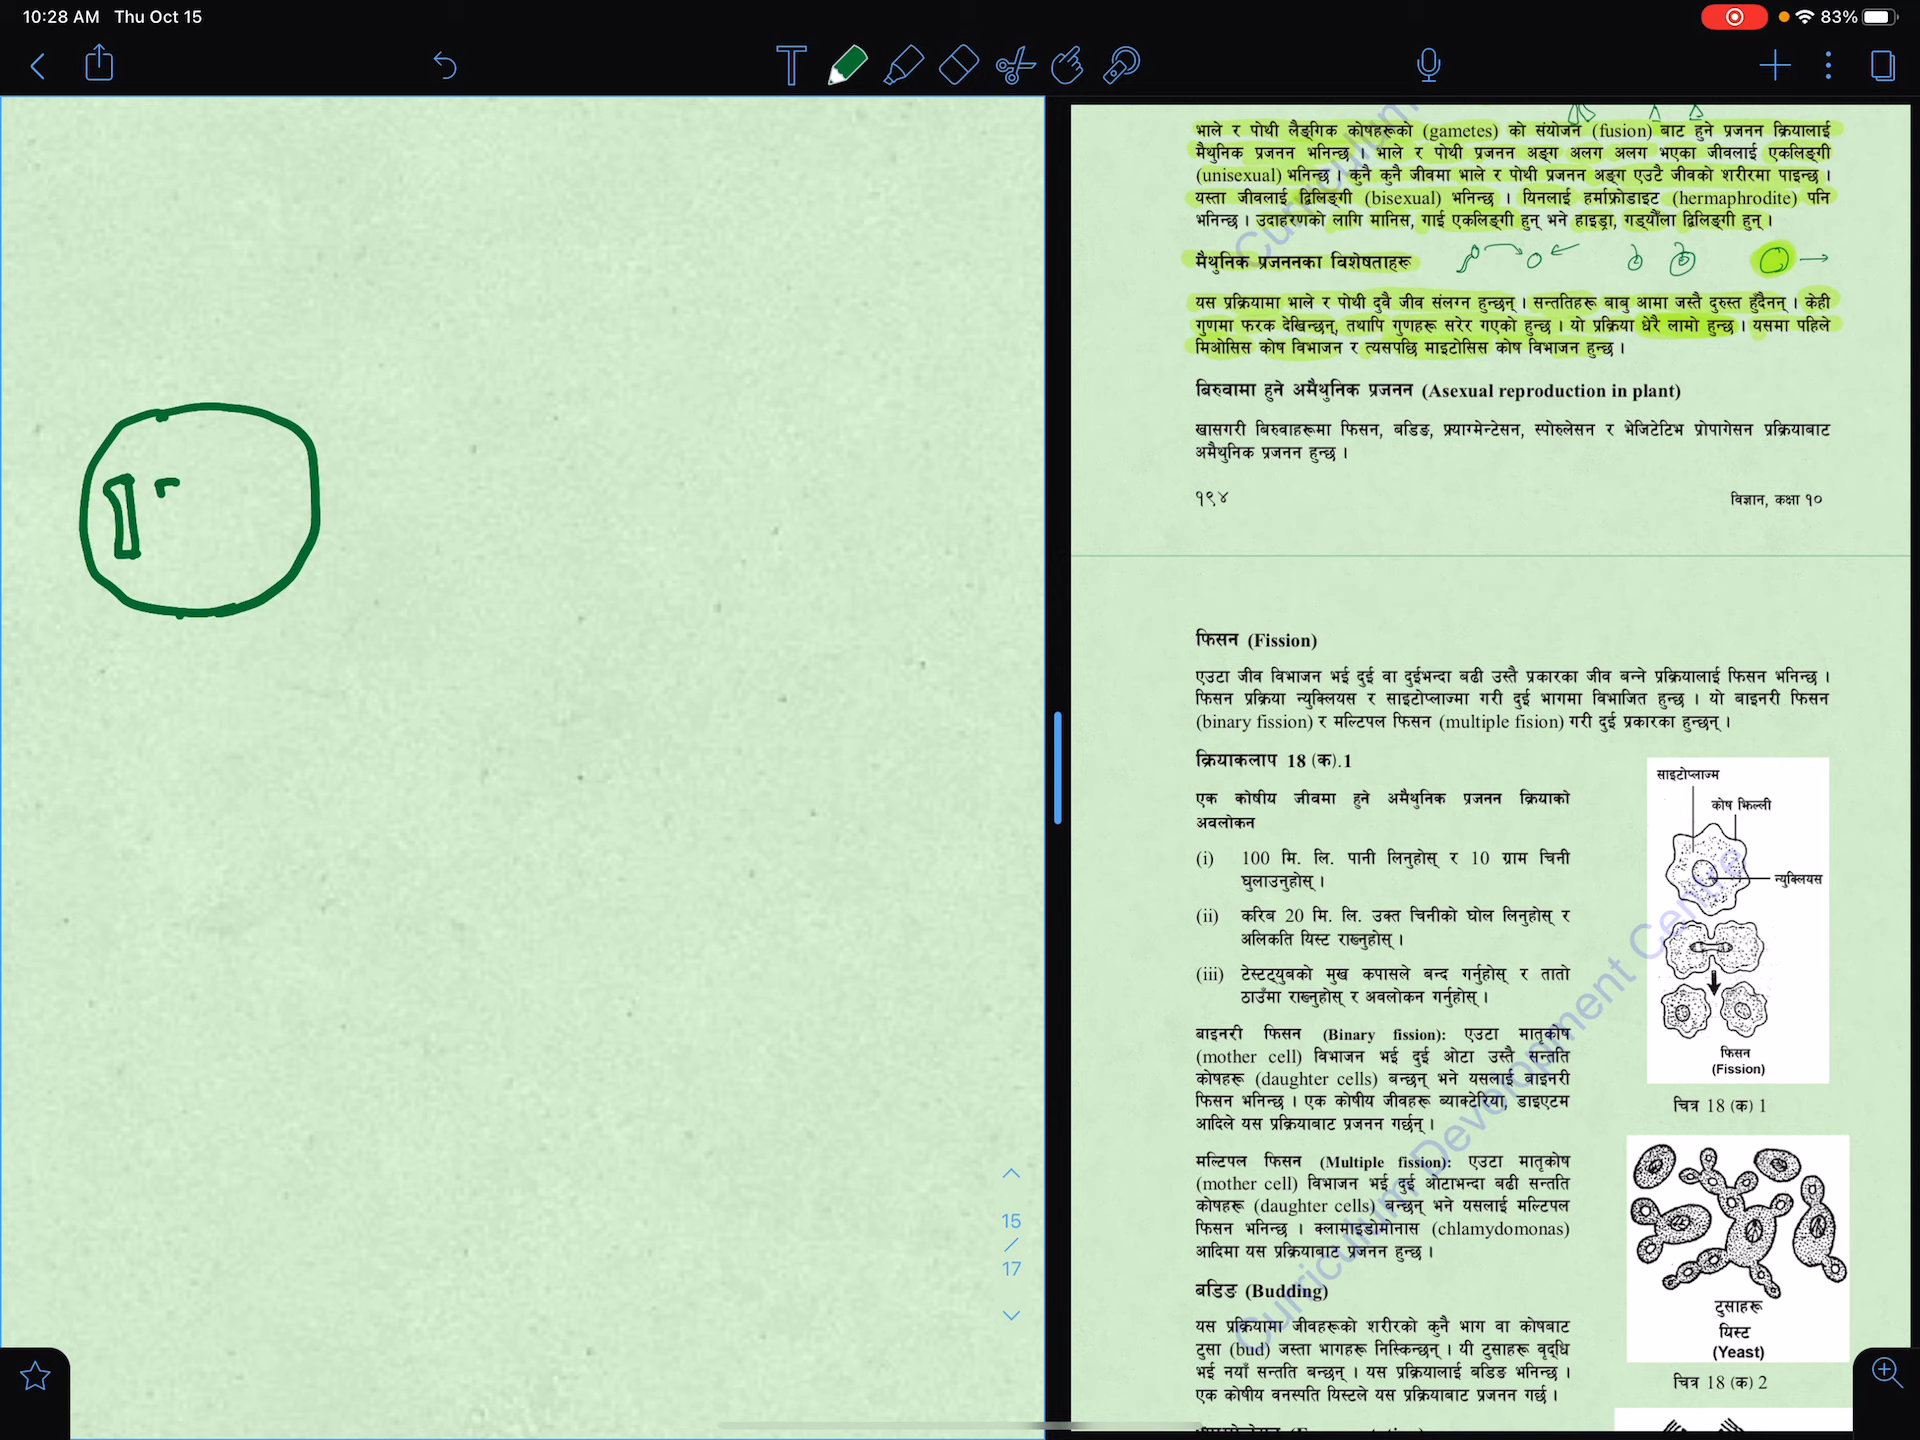 10:28 AM Thu Oct 15
83%
भाले र पोथी लैङ्गिक कोषहरूको (gametes) को संयोजन (fusion) बाट हुने प्रजनन क्रियालाई
मैथुनिक प्रजनन भनिन्छ । भाले र पोथी प्रजनन अङ्ग अलग अलग भएका जीवलाई एकलिङ्गी
(unisexual) भनिन्छ । कुनै कुनै जीवमा भाले र पोथी प्रजनन अङ्ग एउटै जीवको शरीरमा पाइन्छ ।
यस्ता जीवलाई द्विलिङ्गी (bisexual) भनिन्छ । यिनलाई हर्माफ्रोडाइट (hermaphrodite) पनि
भनिन्छ । उदाहरणको लागि मानिस, गाई एकलिङ्गी हुन् भने हाइड्रा, गड्यौँला द्विलिङ्गी हुन् ।
मैथुनिक प्रजननका विशेषताहरू
यस प्रक्रियामा भाले र पोथी दुवै जीव संलग्न हुन्छन् । सन्ततिहरू बाबु आमा जस्तै दुरुस्त हुँदैनन् । केही
गुणमा फरक देखिन्छन्, तथापि गुणहरू सरेर गएको हुन्छ । यो प्रक्रिया धेरै लामो हुन्छ । यसमा पहिले
मिओसिस कोष विभाजन र त्यसपछि माइटोसिस कोष विभाजन हुन्छ ।
बिरुवामा हुने अमैथुनिक प्रजनन (Asexual reproduction in plant)
खासगरी बिरुवाहरूमा फिसन, बडिङ, फ्र्याग्मेन्टेसन, स्पोरुलेसन र भेजिटेटिभ प्रोपागेसन प्रक्रियाबाट
अमैथुनिक प्रजनन हुन्छ ।
१९४ विज्ञान, कक्षा १०
फिसन (Fission)
एउटा जीव विभाजन भई दुई वा दुईभन्दा बढी उस्तै प्रकारका जीव बन्ने प्रक्रियालाई फिसन भनिन्छ ।
फिसन प्रक्रिया न्युक्लियस र साइटोप्लाज्मा गरी दुई भागमा विभाजित हुन्छ । यो बाइनरी फिसन
(binary fission) र मल्टिपल फिसन (multiple fision) गरी दुई प्रकारका हुन्छन् ।
क्रियाकलाप 18 (क).1
एक कोषीय जीवमा हुने अमैथुनिक प्रजनन क्रियाको
अवलोकन
(i) 100 मि. लि. पानी लिनुहोस् र 10 ग्राम चिनी
घुलाउनुहोस् ।
(ii) करिब 20 मि. लि. उक्त चिनीको घोल लिनुहोस् र
अलिकति यिस्ट राख्नुहोस् ।
(iii) टेस्टट्युबको मुख कपासले बन्द गर्नुहोस् र तातो
ठाउँमा राख्नुहोस् र अवलोकन गर्नुहोस् ।
साइटोप्लाज्म
कोष झिल्ली
न्युक्लियस
फिसन
(Fission)
चित्र 18 (क) 1
बाइनरी फिसन (Binary fission): एउटा मातृकोष
(mother cell) विभाजन भई दुई ओटा उस्तै सन्तति
कोषहरू (daughter cells) बन्छन् भने यसलाई बाइनरी
फिसन भनिन्छ । एक कोषीय जीवहरू ब्याक्टेरिया, डाइएटम
आदिले यस प्रक्रियाबाट प्रजनन गर्छन् ।
मल्टिपल फिसन (Multiple fission): एउटा मातृकोष
(mother cell) विभाजन भई दुई ओटाभन्दा बढी सन्तति
कोषहरू (daughter cells) बन्छन् भने यसलाई मल्टिपल
फिसन भनिन्छ । क्लामाइडोमोनास (chlamydomonas)
आदिमा यस प्रक्रियाबाट प्रजनन हुन्छ ।
बडिङ (Budding)
यस प्रक्रियामा जीवहरूको शरीरको कुनै भाग वा कोषबाट
टुसा (bud) जस्ता भागहरू निस्किन्छन् । यी टुसाहरू वृद्धि
भई नयाँ सन्तति बन्छन् । यस प्रक्रियालाई बडिङ भनिन्छ ।
एक कोषीय वनस्पति यिस्टले यस प्रक्रियाबाट प्रजनन गर्छ ।
टुसाहरू
यिस्ट
(Yeast)
चित्र 18 (क) 2
Curriculum Development Centre
15
/
17